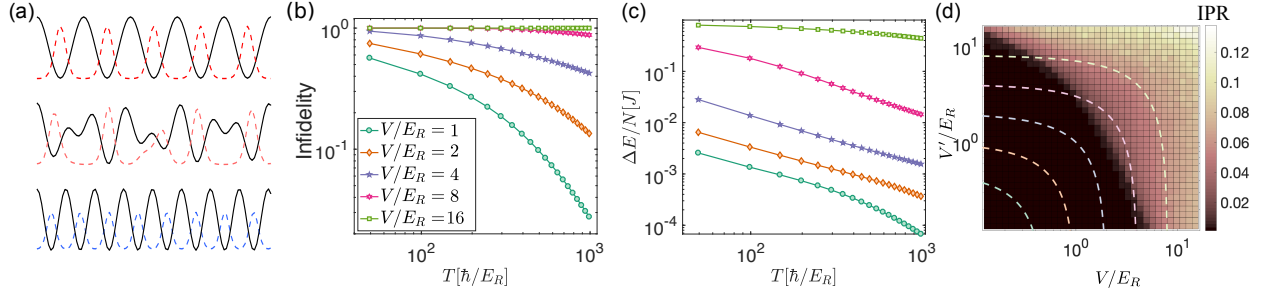 (a)
(b)
Infidelity
10^0
10^{-1}
V/E_R = 1
V/E_R = 2
V/E_R = 4
V/E_R = 8
V/E_R = 16
10^2
10^3
T[ħ/E_R]
(c)
ΔE/N[J]
10^{-1}
10^{-2}
10^{-3}
10^{-4}
10^2
10^3
T[ħ/E_R]
(d)
IPR
V'/E_R
10^1
10^0
10^0
10^1
V/E_R
0.12
0.1
0.08
0.06
0.04
0.02